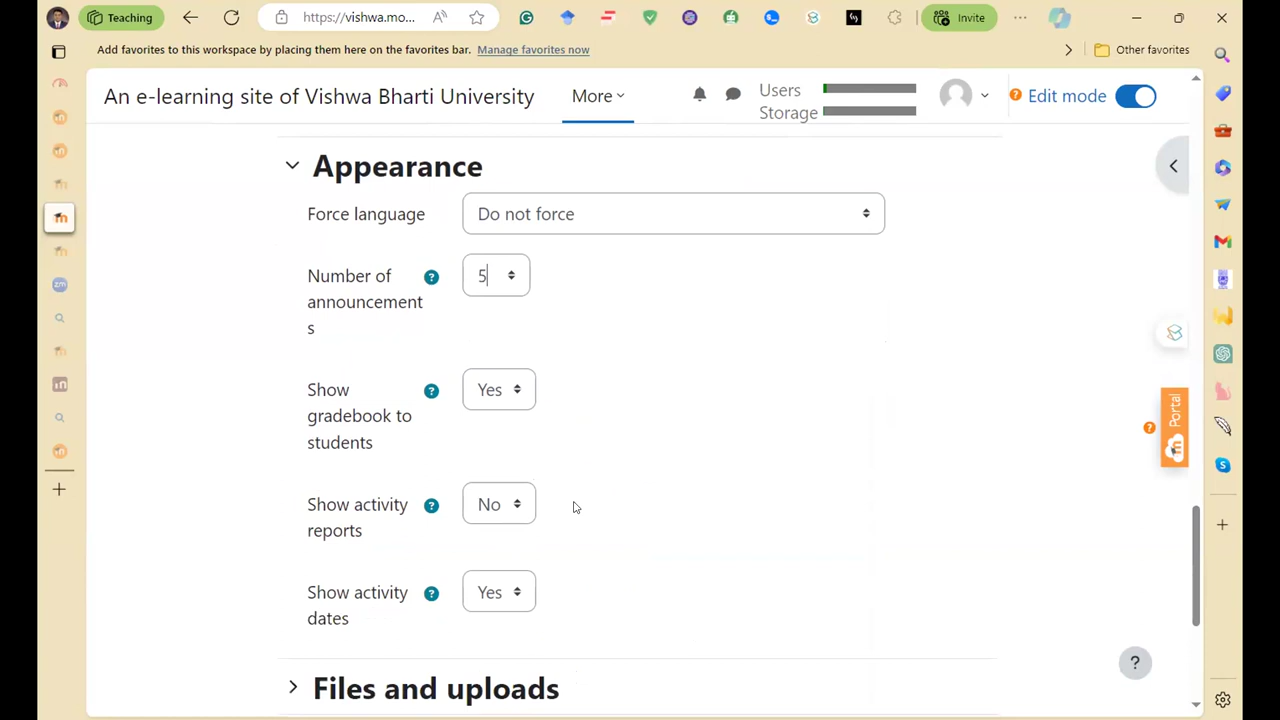 Teaching
https://vishwa.mo...
Invite
Add favorites to this workspace by placing them here on the favorites bar. Manage favorites now
Other favorites
An e-learning site of Vishwa Bharti University
More
Users
Storage
Edit mode
Appearance
Force language
Do not force
Number of
announcement
s
5
Show
gradebook to
students
Yes
Show activity
reports
No
Show activity
dates
Yes
Files and uploads
Portal
zm
in
?